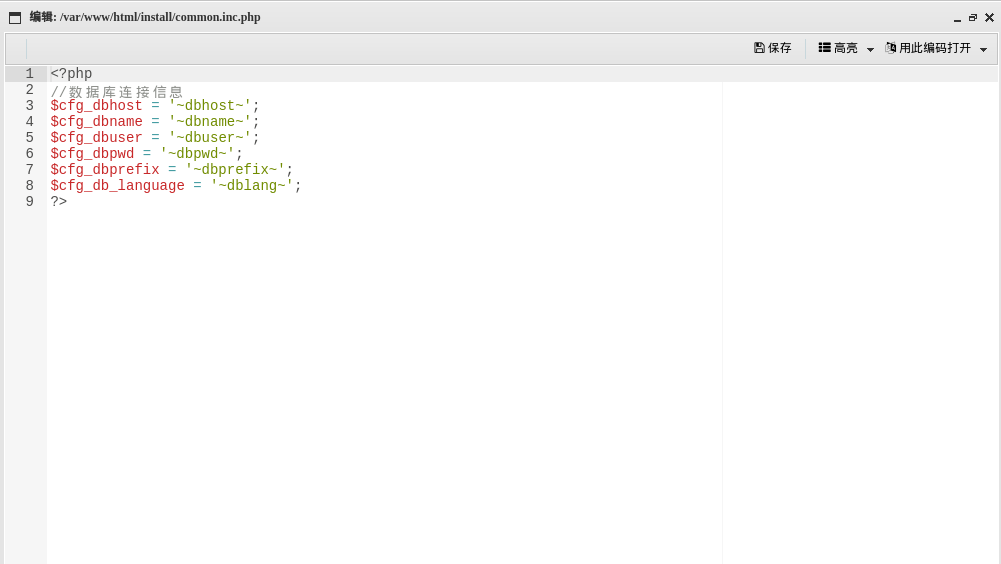 编辑: /var/www/html/install/common.inc.php
保存 高亮 用此编码打开
1 <?php
2 //数据库连接信息
3 $cfg_dbhost = '~dbhost~';
4 $cfg_dbname = '~dbname~';
5 $cfg_dbuser = '~dbuser~';
6 $cfg_dbpwd = '~dbpwd~';
7 $cfg_dbprefix = '~dbprefix~';
8 $cfg_db_language = '~dblang~';
9 ?>